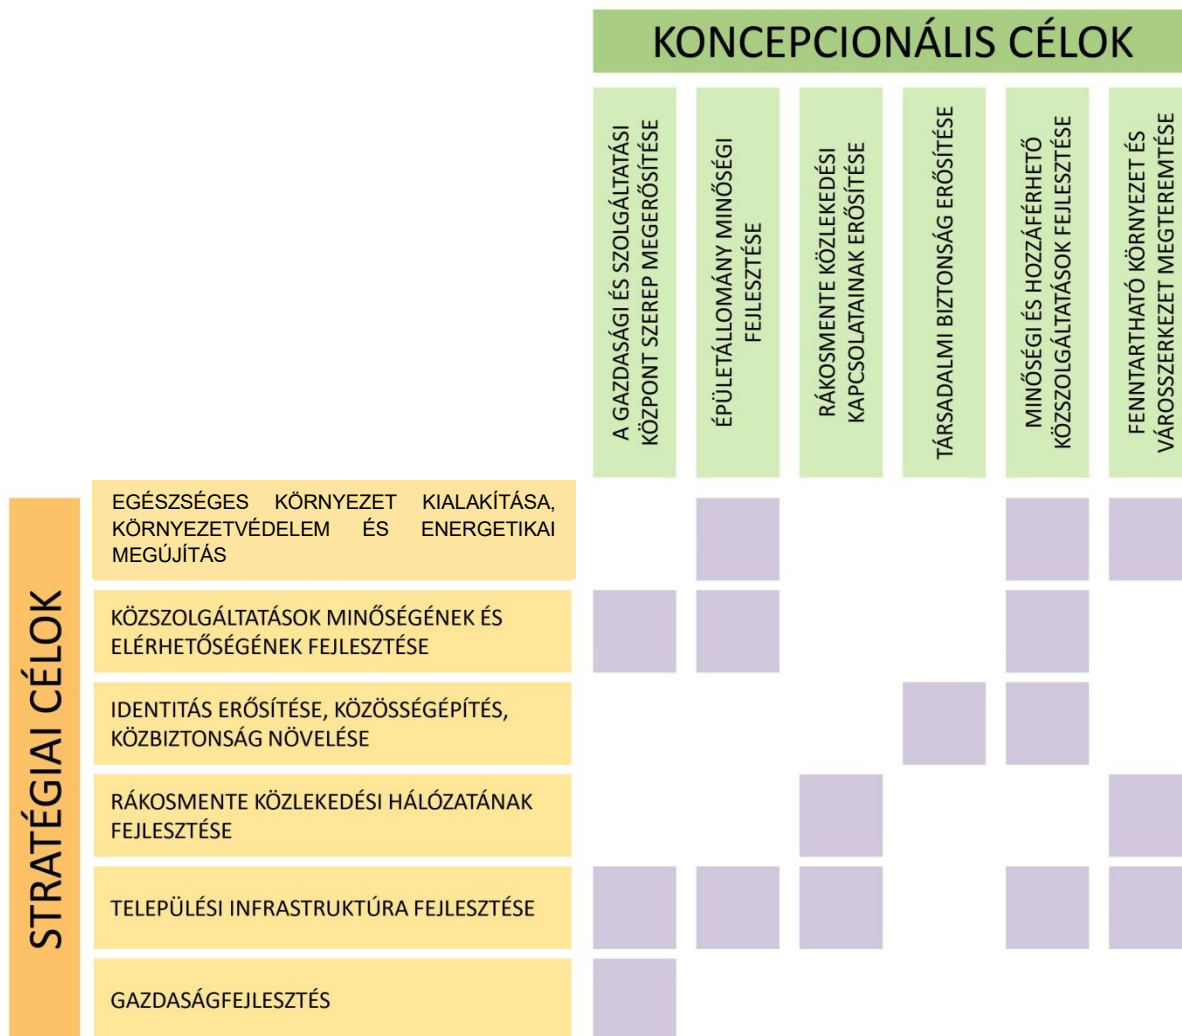 KONCEPCIONÁLIS CÉLOK
A GAZDASÁGI ÉS SZOLGÁLTATÁSI
KÖZPONT SZEREP MEGERŐSÍTÉSE
ÉPÜLETÁLLOMÁNY MINŐSÉGI
FEJLESZTÉSE
RÁKOSMENTE KÖZLEKEDÉSI
KAPCSOLATAINAK ERŐSÍTÉSE
TÁRSADALMI BIZTONSÁG ERŐSÍTÉSE
MINŐSÉGI ÉS HOZZÁFÉRHETŐ
KÖZSZOLGÁLTATÁSOK FEJLESZTÉSE
FENNTARTHATÓ KÖRNYEZET ÉS
VÁROSSZERKEZET MEGTEREMTÉSE
STRATÉGIAI CÉLOK
EGÉSZSÉGES KÖRNYEZET KIALAKÍTÁSA,
KÖRNYEZETVÉDELEM ÉS ENERGETIKAI
MEGÚJÍTÁS
KÖZSZOLGÁLTATÁSOK MINŐSÉGÉNEK ÉS
ELÉRHETŐSÉGÉNEK FEJLESZTÉSE
IDENTITÁS ERŐSÍTÉSE, KÖZÖSSÉGÉPÍTÉS,
KÖZBIZTONSÁG NÖVELÉSE
RÁKOSMENTE KÖZLEKEDÉSI HÁLÓZATÁNAK
FEJLESZTÉSE
TELEPÜLÉSI INFRASTRUKTÚRA FEJLESZTÉSE
GAZDASÁGFEJLESZTÉS